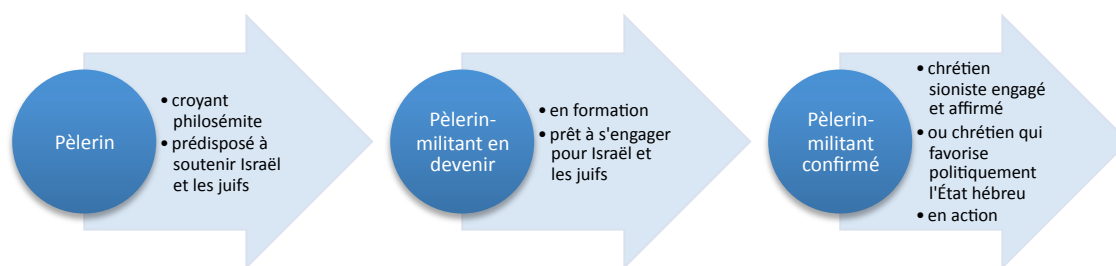 Pèlerin
• croyant
philosémite
• prédisposé à
soutenir Israël
et les juifs
Pèlerin-
militant en
devenir
• en formation
• prêt à s'engager
pour Israël et
les juifs
Pèlerin-
militant
confirmé
• chrétien
sioniste engagé
et affirmé
• ou chrétien qui
favorise
politiquement
l'État hébreu
• en action